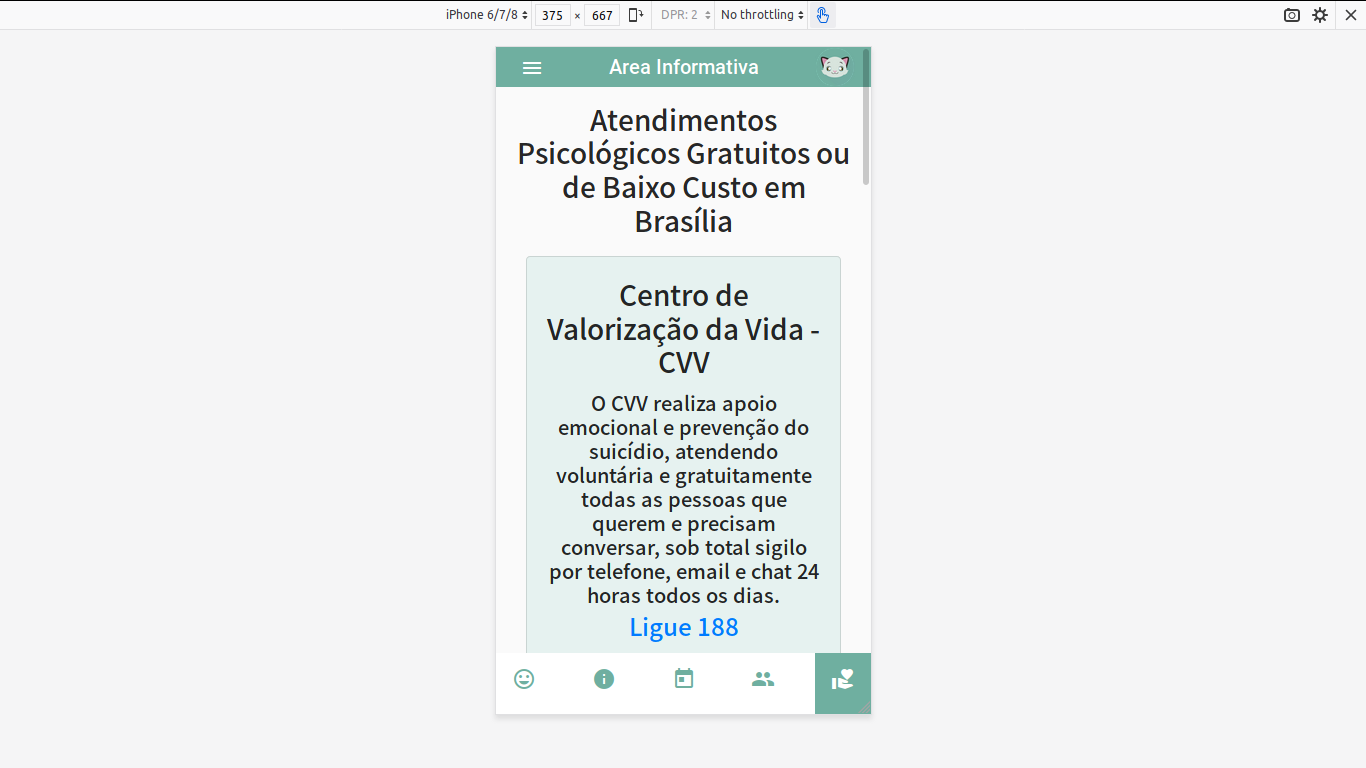 iPhone 6/7/8 375 × 667 DPR: 2 No throttling
Area Informativa
Atendimentos
Psicológicos Gratuitos ou
de Baixo Custo em
Brasília
Centro de
Valorização da Vida -
CVV
O CVV realiza apoio
emocional e prevenção do
suicídio, atendendo
voluntária e gratuitamente
todas as pessoas que
querem e precisam
conversar, sob total sigilo
por telefone, email e chat 24
horas todos os dias.
Ligue 188